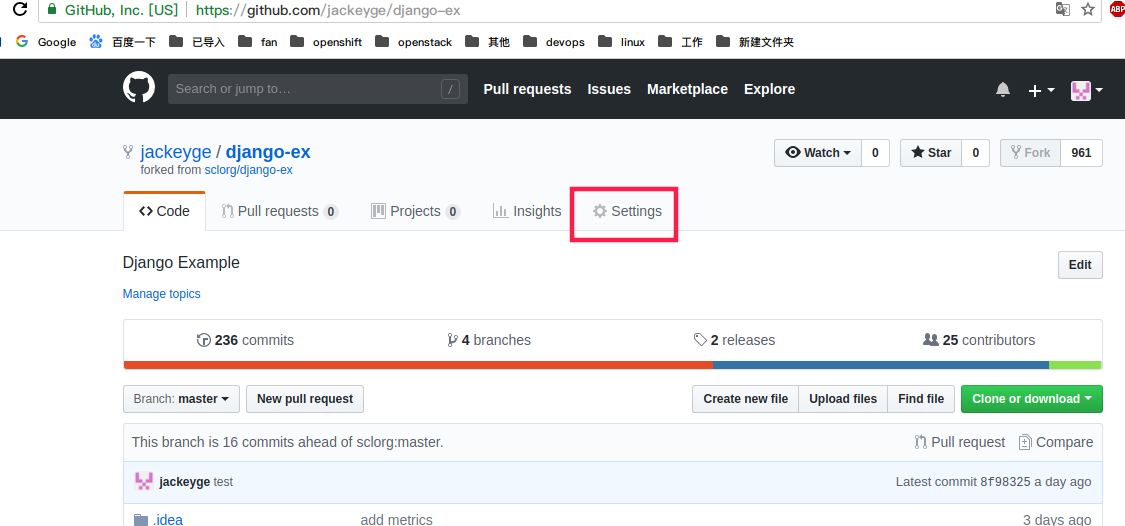 GitHub, Inc. [US] https://github.com/jackeyge/django-ex ABP
Google 百度一下 已导入 fan openshift openstack 其他 devops linux 工作 新建文件夹
Search or jump to… / Pull requests Issues Marketplace Explore
jackeyge / django-ex Watch 0 Star 0 Fork 961
forked from sclorg/django-ex
Code Pull requests 0 Projects 0 Insights Settings
Django Example Edit
Manage topics
236 commits 4 branches 2 releases 25 contributors
Branch: master New pull request Create new file Upload files Find file Clone or download
This branch is 16 commits ahead of sclorg:master. Pull request Compare
jackeyge test Latest commit 8f98325 a day ago
.idea add metrics 3 days ago